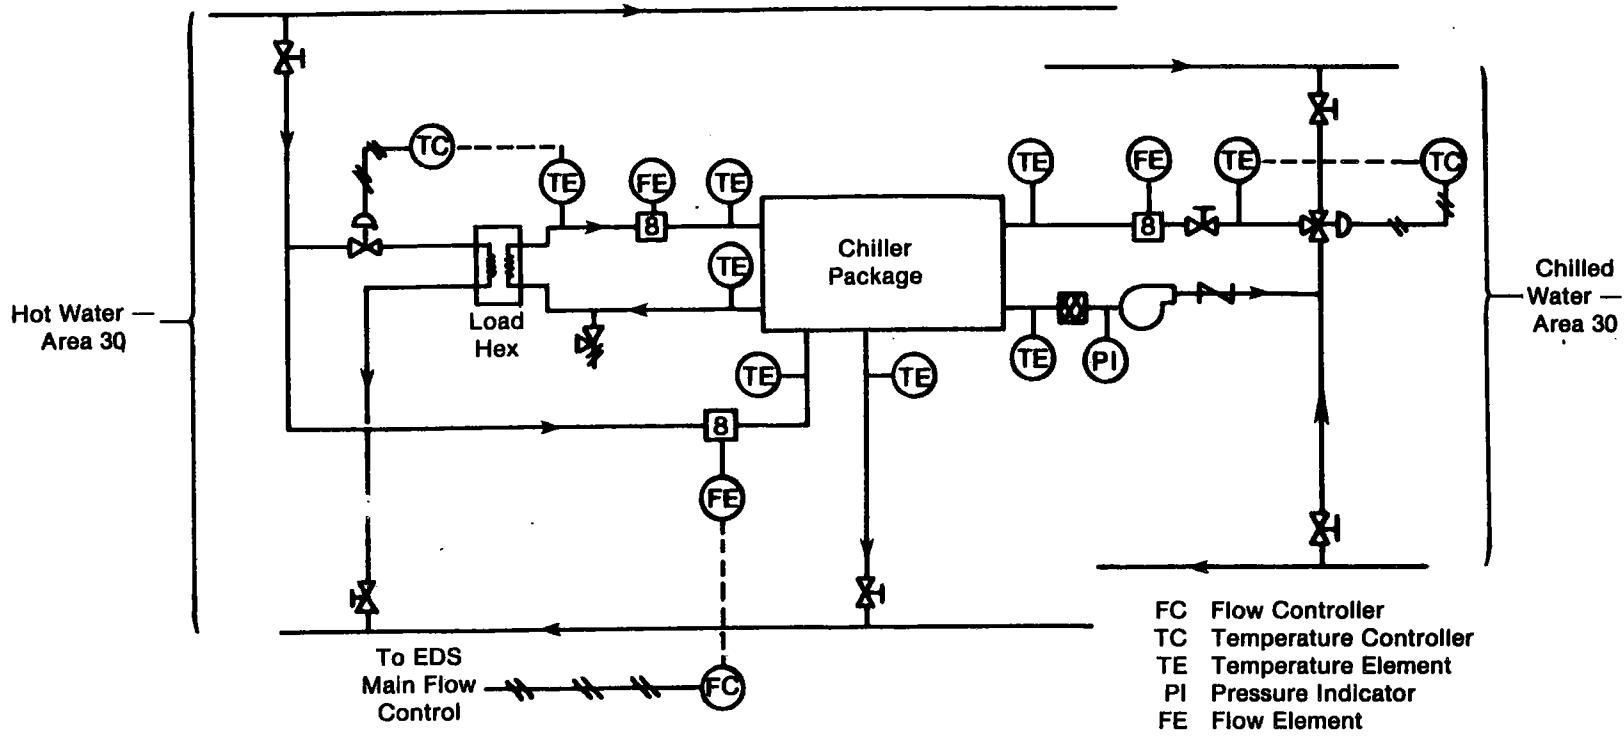 TC
TE
FE
TE
8
TE
Load
Hex
Chiller
Package
TE
FE
TE
TC
8
TE
PI
TE
TE
8
FE
FC
Hot Water —
Area 30
Chilled
Water —
Area 30
To EDS
Main Flow
Control
FC Flow Controller
TC Temperature Controller
TE Temperature Element
PI Pressure Indicator
FE Flow Element